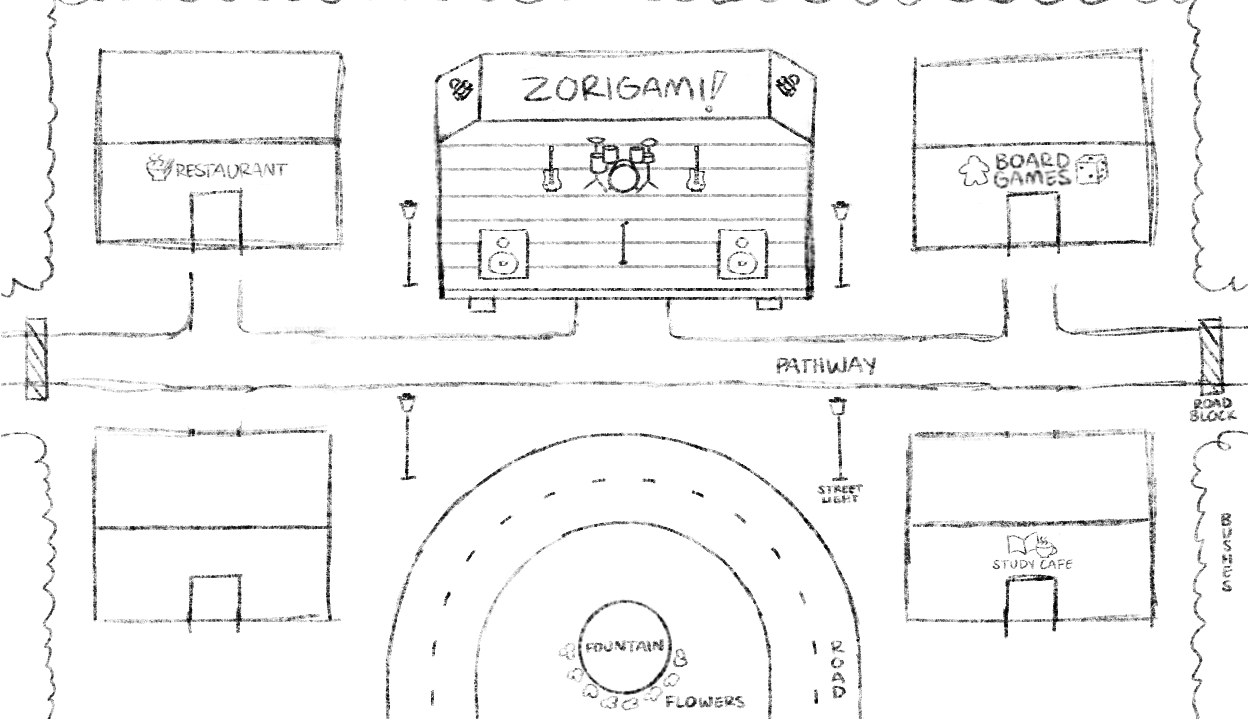 ZORIGAMI!
RESTAURANT
BOARD
GAMES
PATHWAY
ROAD
BLOCK
STREET
LIGHT
BUSHES
STUDY CAFE
FOUNTAIN
ROAD
FLOWERS